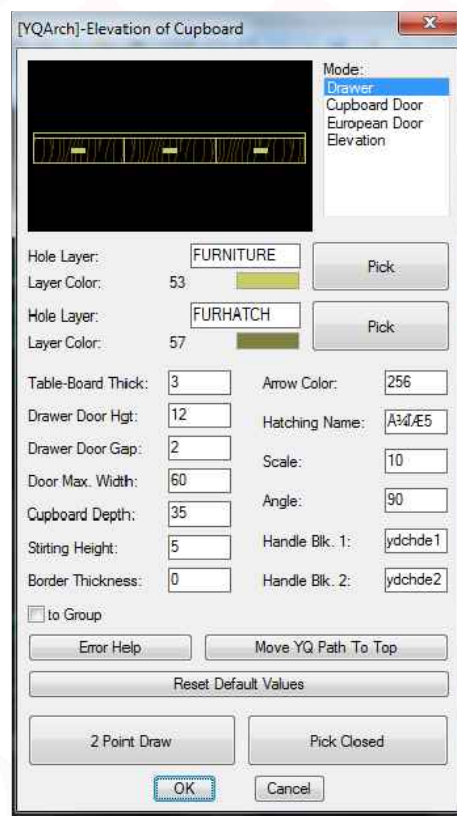 [YQArch]-Elevation of Cupboard
Mode:
Drawer
Cupboard Door
European Door
Elevation
Hole Layer: FURNITURE
Pick
Layer Color: 53
Hole Layer: FURHATCH
Pick
Layer Color: 57
Table-Board Thick: 3 Arrow Color: 256
Drawer Door Hgt: 12 Hatching Name: Ä¾ÎÆ5
Drawer Door Gap: 2 Scale: 10
Door Max. Width: 60
Cupboard Depth: 35 Angle: 90
Stirting Height: 5 Handle Blk. 1: ydchde1
Border Thickness: 0 Handle Blk. 2: ydchde2
to Group
Error Help Move YQ Path To Top
Reset Default Values
2 Point Draw Pick Closed
OK Cancel